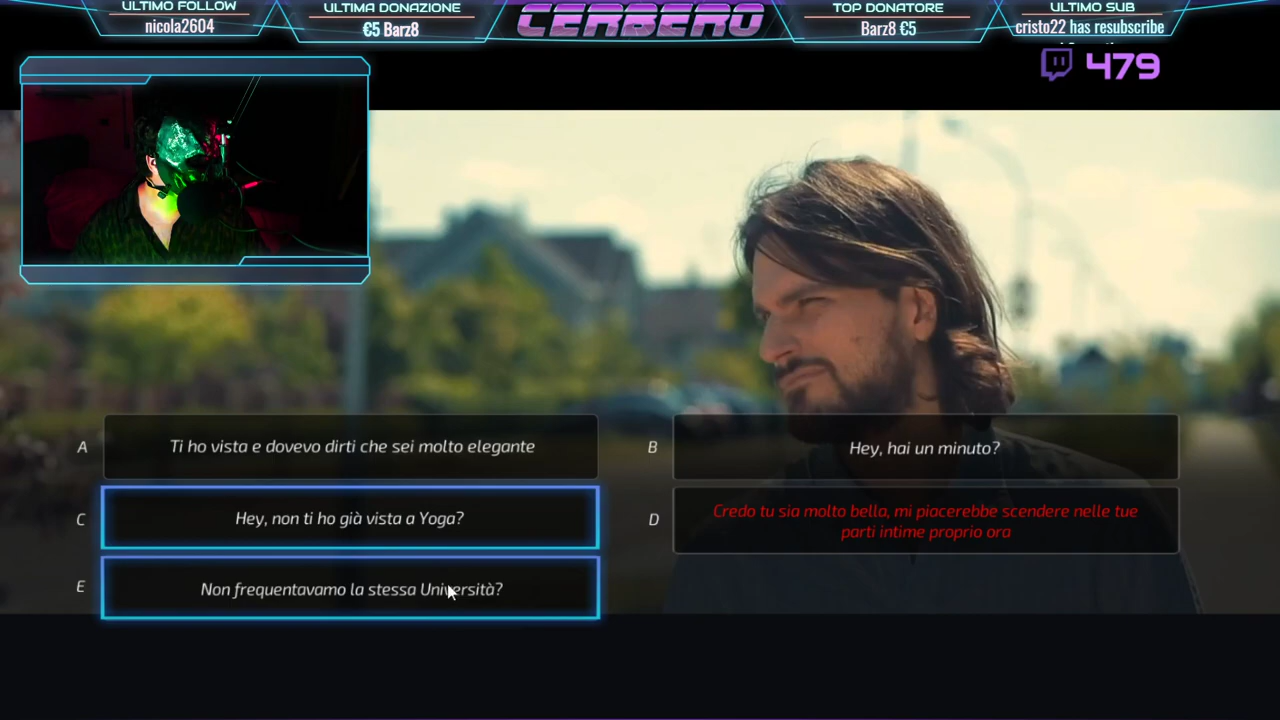 ULTIMO FOLLOW
nicola2604
ULTIMA DONAZIONE
€5 Barz8
CERBERO
TOP DONATORE
Barz8 €5
ULTIMO SUB
cristo22 has resubscribe
479
A
Ti ho vista e dovevo dirti che sei molto elegante
B
Hey, hai un minuto?
C
Hey, non ti ho già vista a Yoga?
D
Credo tu sia molto bella, mi piacerebbe scendere nelle tue
parti intime proprio ora
E
Non frequentavamo la stessa Università?